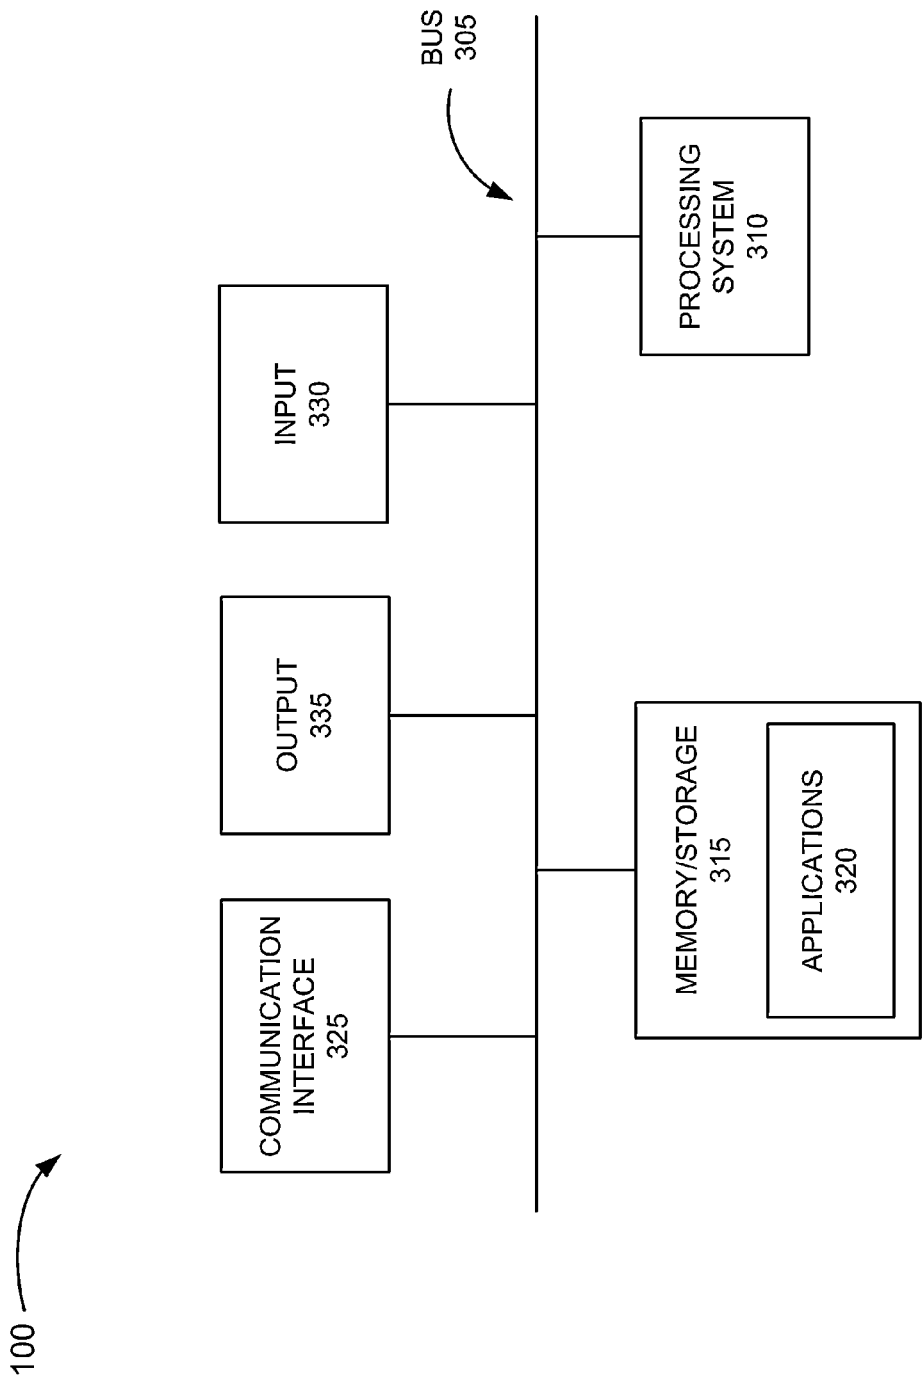 100
COMMUNICATION
INTERFACE
325
OUTPUT
335
INPUT
330
BUS
305
MEMORY/STORAGE
315
APPLICATIONS
320
PROCESSING
SYSTEM
310